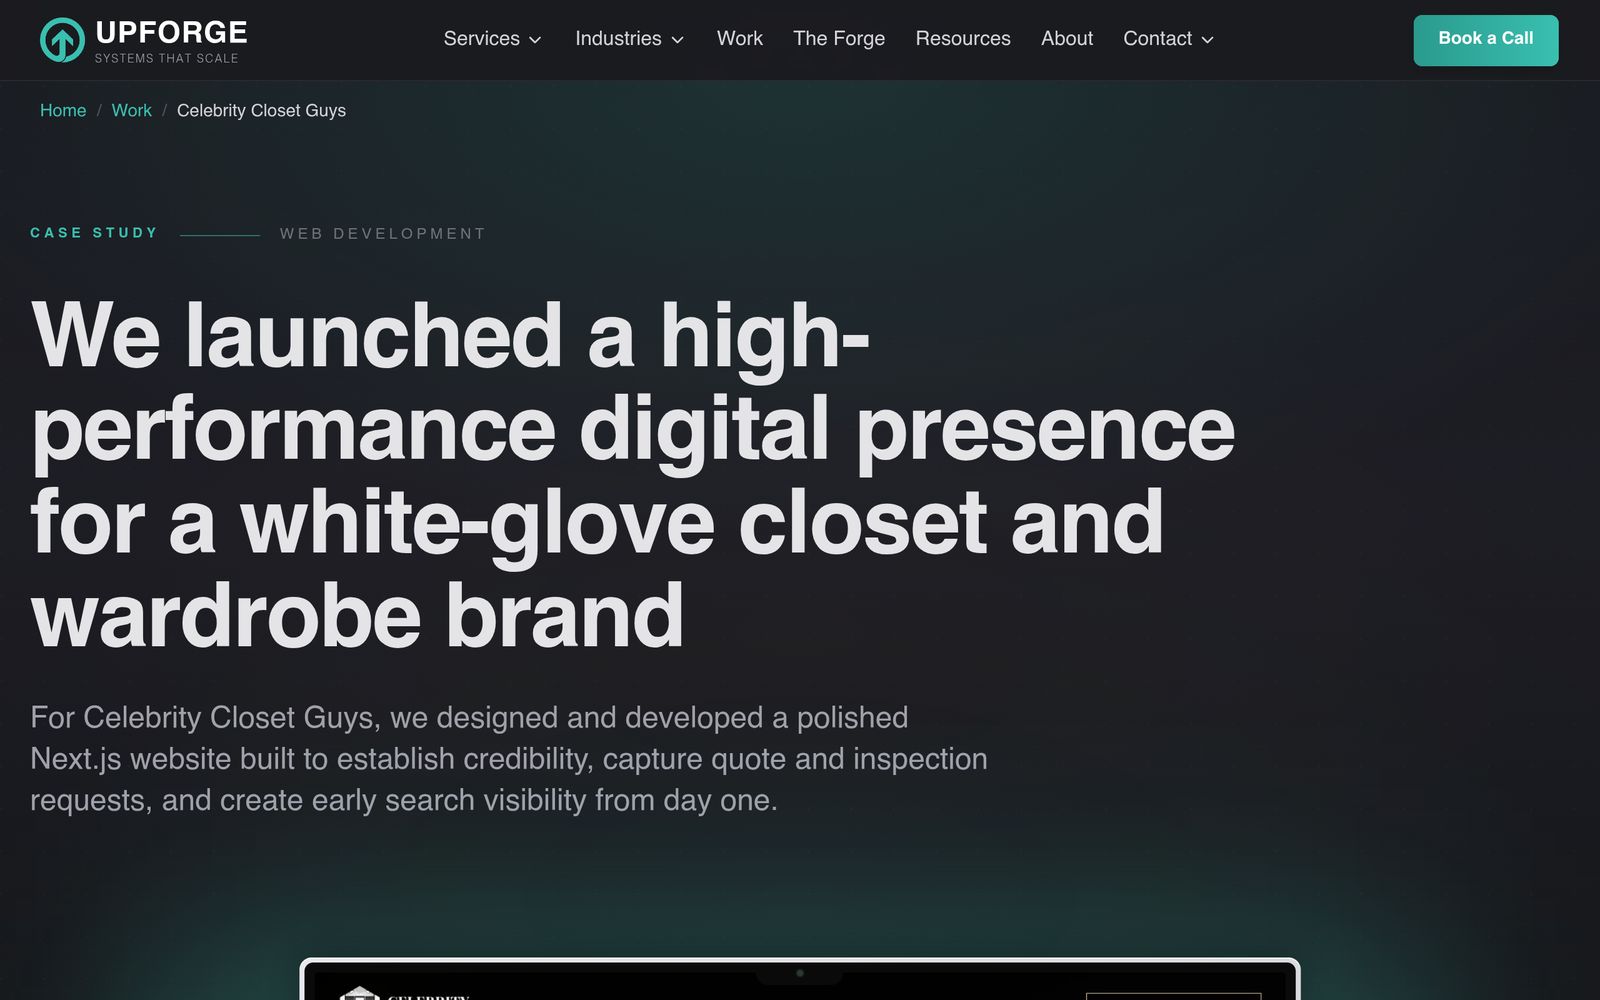 UPFORGE
SYSTEMS THAT SCALE
Services
Industries
Work
The Forge
Resources
About
Contact
Book a Call
Home / Work / Celebrity Closet Guys
CASE STUDY
WEB DEVELOPMENT
We launched a high-
performance digital presence
for a white-glove closet and
wardrobe brand
For Celebrity Closet Guys, we designed and developed a polished
Next.js website built to establish credibility, capture quote and inspection
requests, and create early search visibility from day one.
CELEBRITY